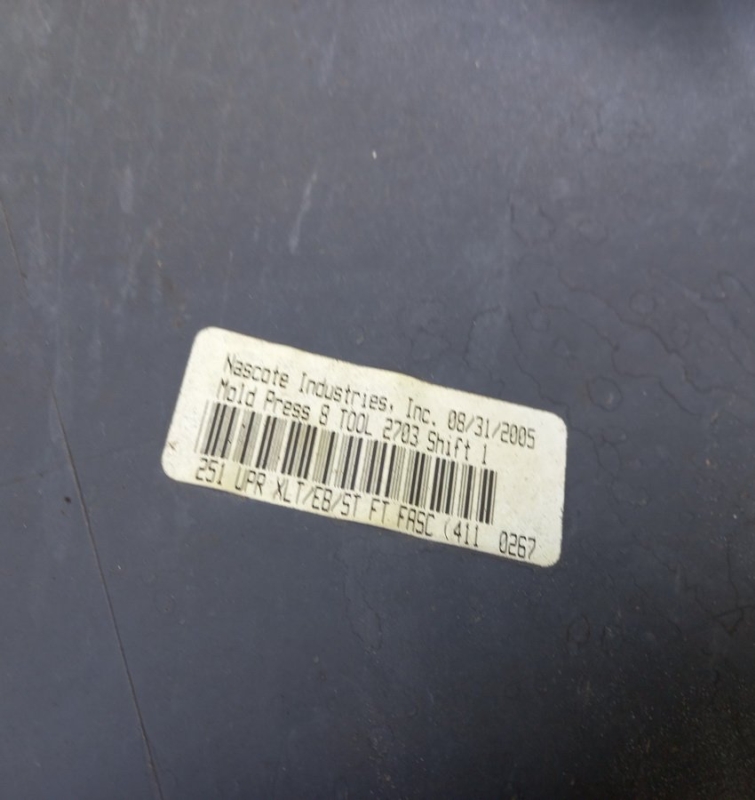 Nascote Industries, Inc. 08/31/2005
Mold Press 8 TOOL 2703 Shift 1
251 UPR XLT/EB/ST FT FASC (411 0267